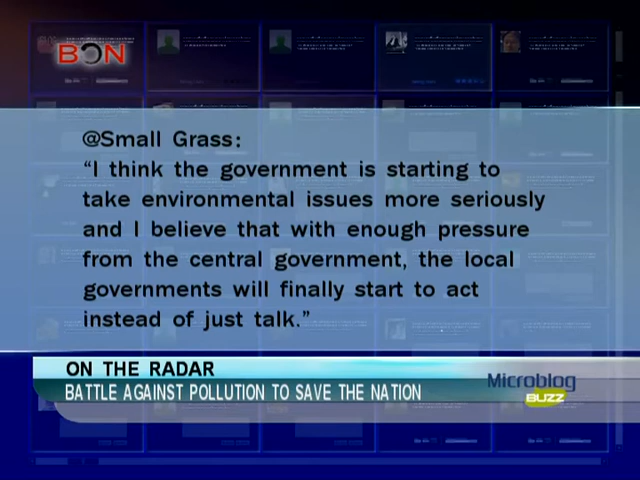 BON
@Small Grass:
“I think the government is starting to
take environmental issues more seriously
and I believe that with enough pressure
from the central government, the local
governments will finally start to act
instead of just talk.”
ON THE RADAR
BATTLE AGAINST POLLUTION TO SAVE THE NATION
Microblog
BUZZ